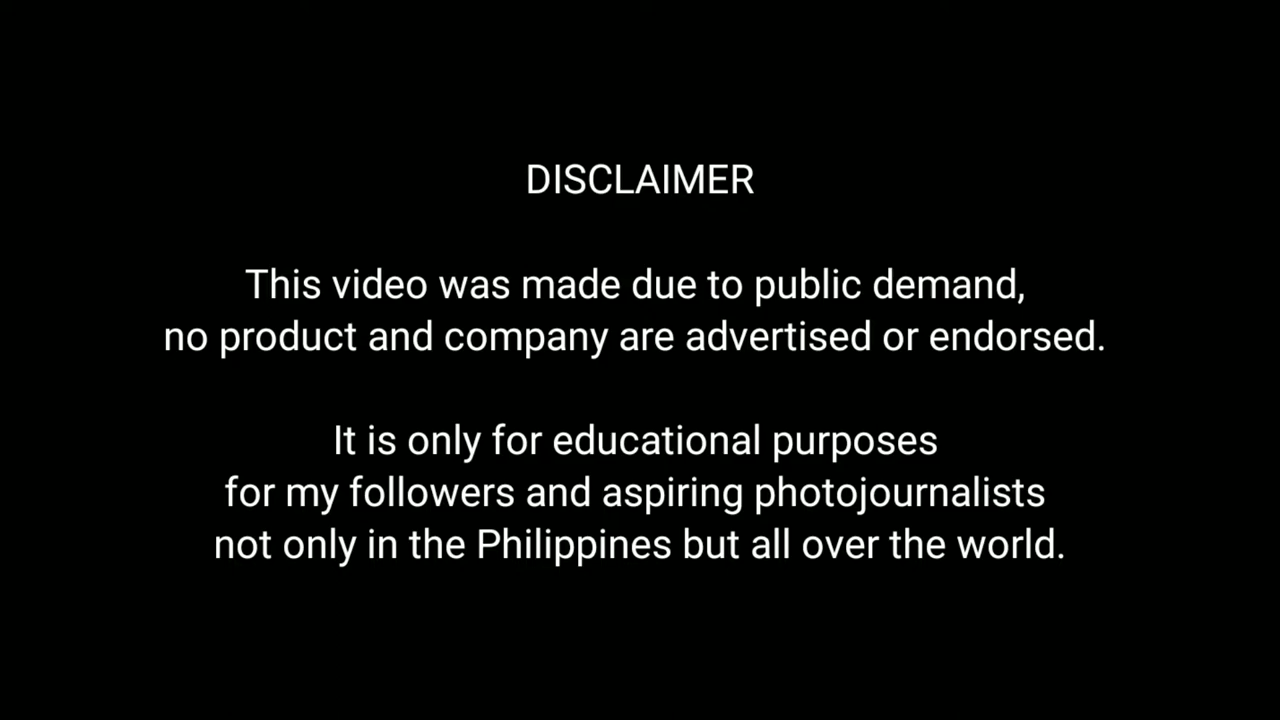 DISCLAIMER
This video was made due to public demand,
no product and company are advertised or endorsed.
It is only for educational purposes
for my followers and aspiring photojournalists
not only in the Philippines but all over the world.